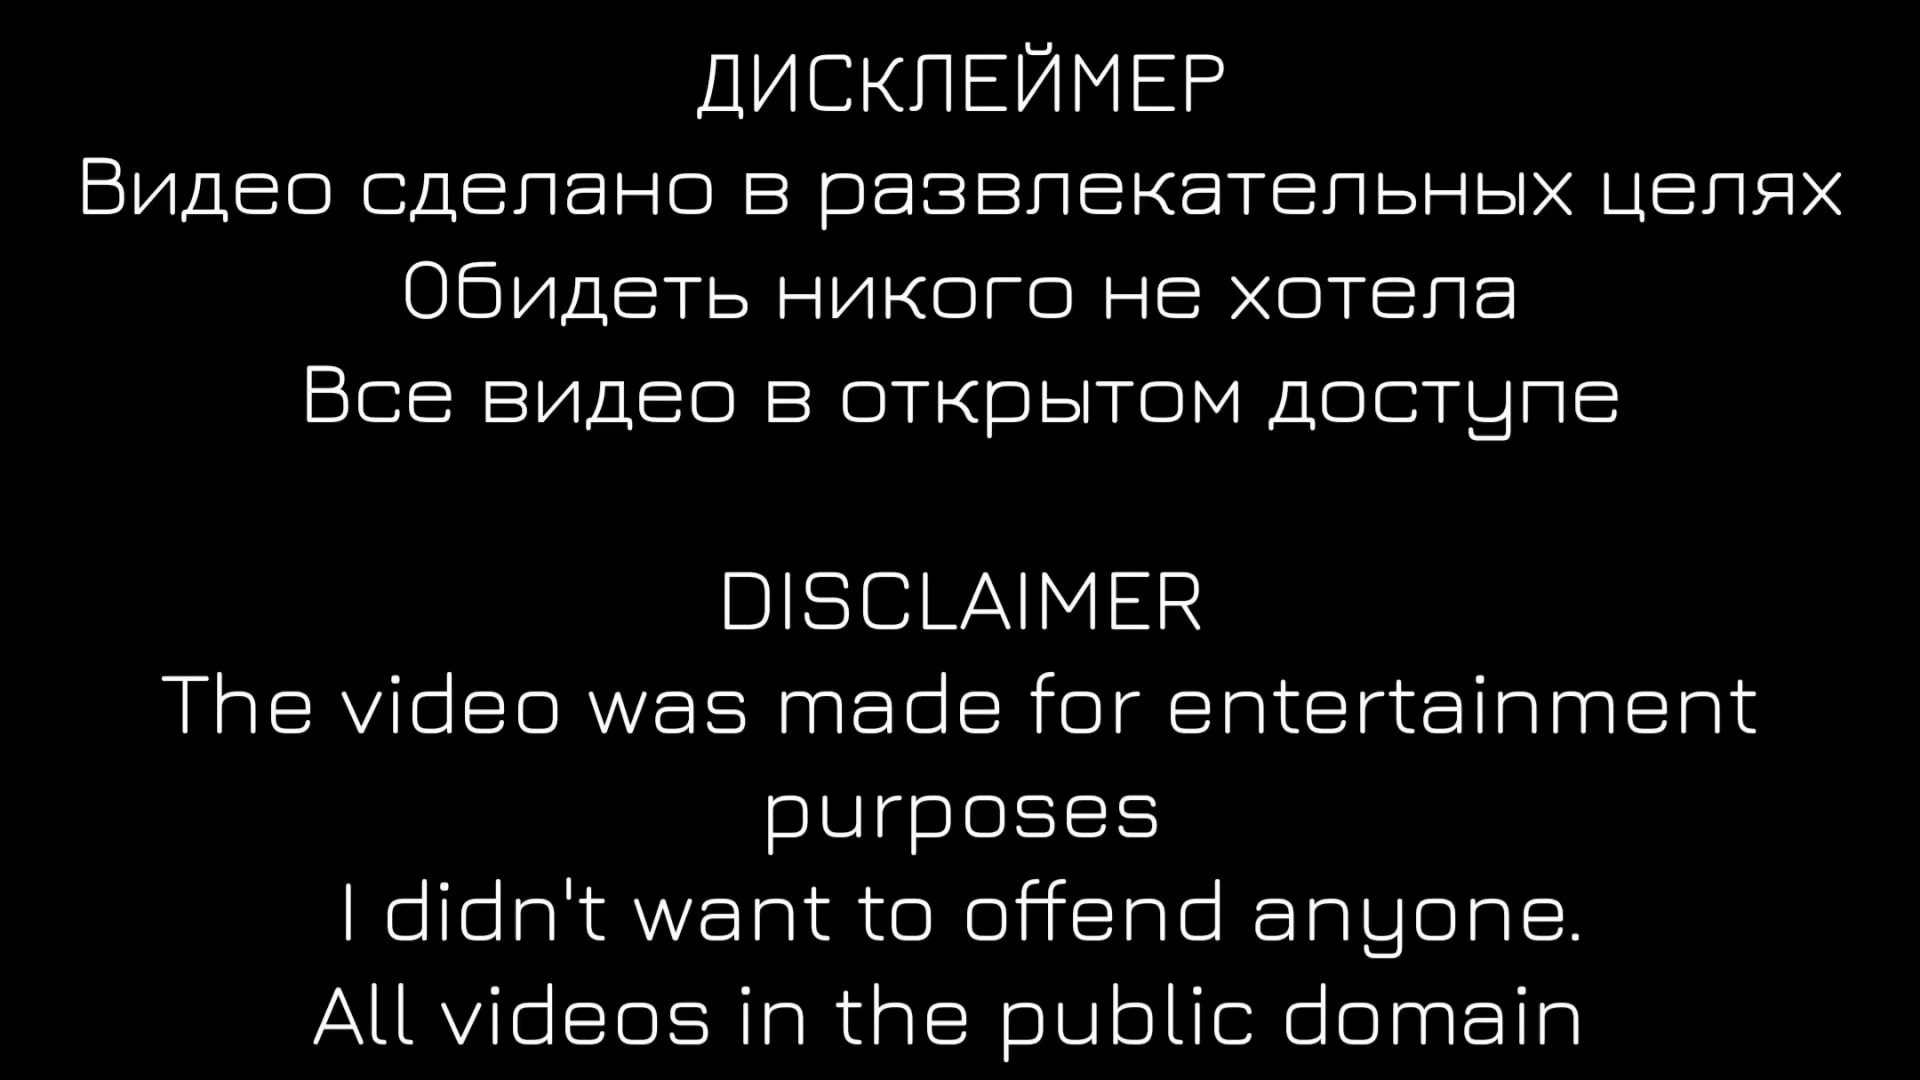 ДИСКЛЕЙМЕР
Видео сделано в развлекательных целях
Обидеть никого не хотела
Все видео в открытом доступе
DISCLAIMER
The video was made for entertainment
purposes
I didn't want to offend anyone.
All videos in the public domain